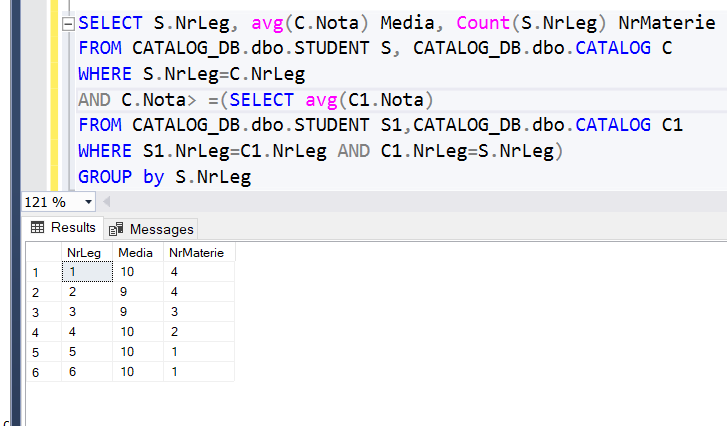 SELECT S.NrLeg, avg(C.Nota) Media, Count(S.NrLeg) NrMaterie
FROM CATALOG_DB.dbo.STUDENT S, CATALOG_DB.dbo.CATALOG C
WHERE S.NrLeg=C.NrLeg
AND C.Nota> =(SELECT avg(C1.Nota)
FROM CATALOG_DB.dbo.STUDENT S1,CATALOG_DB.dbo.CATALOG C1
WHERE S1.NrLeg=C1.NrLeg AND C1.NrLeg=S.NrLeg)
GROUP by S.NrLeg
121 %
Results Messages
NrLeg Media NrMaterie
1 1 10 4
2 2 9 4
3 3 9 3
4 4 10 2
5 5 10 1
6 6 10 1